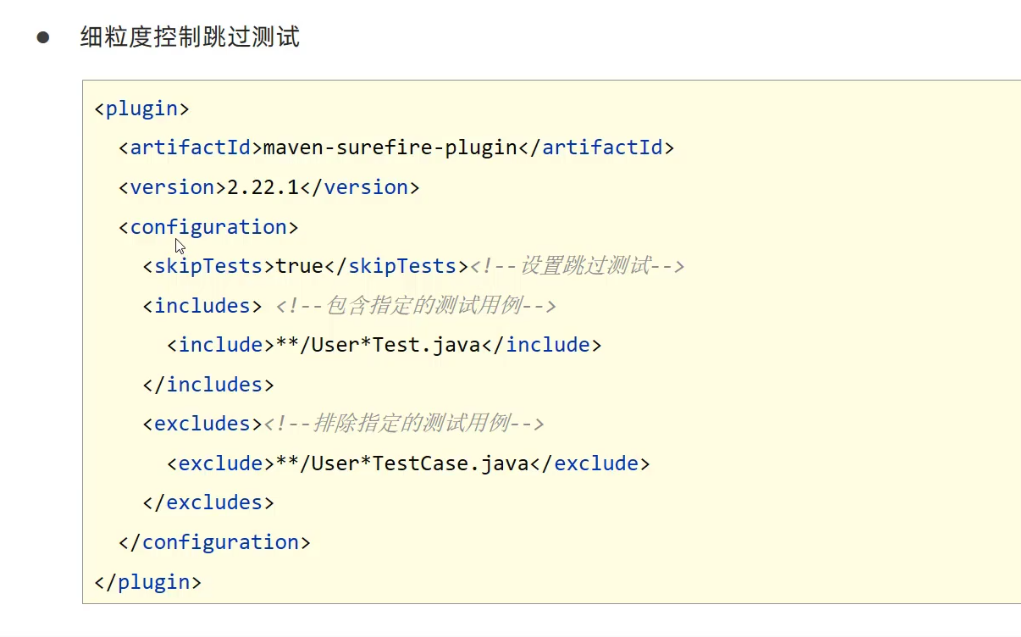 ● 细粒度控制跳过测试
<plugin>
  <artifactId>maven-surefire-plugin</artifactId>
  <version>2.22.1</version>
  <configuration>
    <skipTests>true</skipTests><!--设置跳过测试-->
    <includes> <!--包含指定的测试用例-->
      <include>**/User*Test.java</include>
    </includes>
    <excludes><!--排除指定的测试用例-->
      <exclude>**/User*TestCase.java</exclude>
    </excludes>
  </configuration>
</plugin>